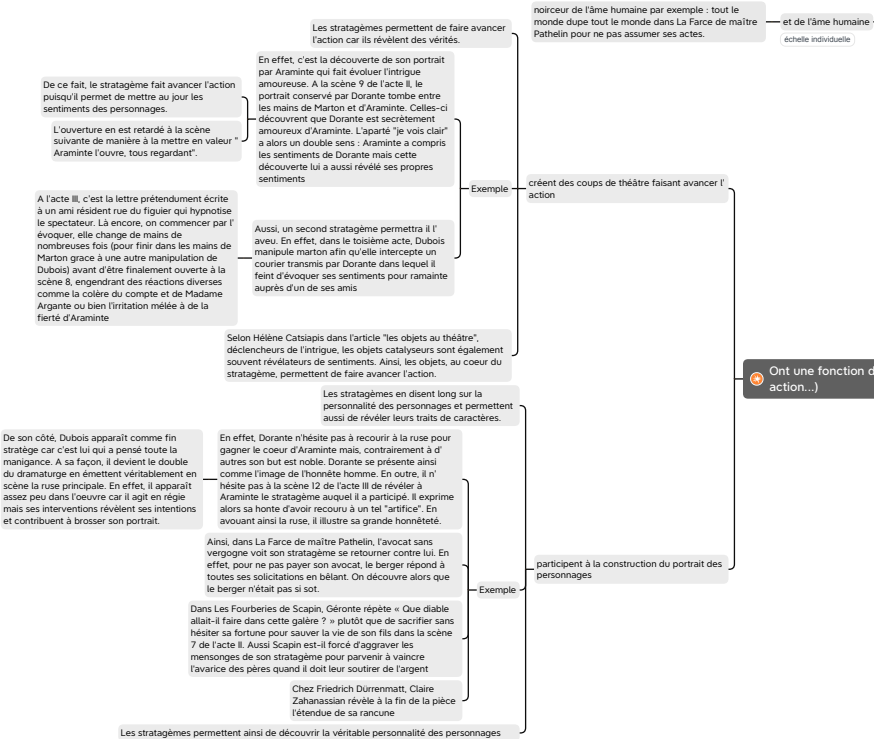 noirceur de l'âme humaine par exemple : tout le
monde dupe tout le monde dans La Farce de maître
Pathelin pour ne pas assumer ses actes.
et de l'âme humaine
échelle individuelle
Les stratagèmes permettent de faire avancer
l'action car ils révèlent des vérités.
En effet, c'est la découverte de son portrait
par Araminte qui fait évoluer l'intrigue
amoureuse. A la scène 9 de l'acte II, le
portrait conservé par Dorante tombe entre
les mains de Marton et d'Araminte. Celles-ci
découvrent que Dorante est secrètement
amoureux d'Araminte. L'aparté "je vois clair"
a alors un double sens : Araminte a compris
les sentiments de Dorante mais cette
découverte lui a aussi révélé ses propres
sentiments
De ce fait, le stratagème fait avancer l'action
puisqu'il permet de mettre au jour les
sentiments des personnages.
L'ouverture en est retardé à la scène
suivante de manière à la mettre en valeur "
Araminte l'ouvre, tous regardant".
Exemple
créent des coups de théâtre faisant avancer l'
action
A l'acte III, c'est la lettre prétendument écrite
à un ami résident rue du figuier qui hypnotise
le spectateur. Là encore, on commencer par l'
évoquer, elle change de mains de
nombreuses fois (pour finir dans les mains de
Marton grace à une autre manipulation de
Dubois) avant d'être finalement ouverte à la
scène 8, engendrant des réactions diverses
comme la colère du compte et de Madame
Argante ou bien l'irritation mélée à de la
fierté d'Araminte
Aussi, un second stratagème permettra il l'
aveu. En effet, dans le toisième acte, Dubois
manipule marton afin qu'elle intercepte un
courier transmis par Dorante dans lequel il
feint d'évoquer ses sentiments pour ramainte
auprès d'un de ses amis
Selon Hélène Catsiapis dans l'article "les objets au théâtre",
déclencheurs de l'intrigue, les objets catalyseurs sont également
souvent révélateurs de sentiments. Ainsi, les objets, au coeur du
stratagème, permettent de faire avancer l'action.
Ont une fonction d
action...)
Les stratagèmes en disent long sur la
personnalité des personnages et permettent
aussi de révéler leurs traits de caractères.
De son côté, Dubois apparaît comme fin
stratège car c'est lui qui a pensé toute la
manigance. A sa façon, il devient le double
du dramaturge en émettent véritablement en
scène la ruse principale. En effet, il apparaît
assez peu dans l'oeuvre car il agit en régie
mais ses interventions révèlent ses intentions
et contribuent à brosser son portrait.
En effet, Dorante n'hésite pas à recourir à la ruse pour
gagner le coeur d'Araminte mais, contrairement à d'
autres son but est noble. Dorante se présente ainsi
comme l'image de l'honnête homme. En outre, il n'
hésite pas à la scène 12 de l'acte III de révéler à
Araminte le stratagème auquel il a participé. Il exprime
alors sa honte d'avoir recouru à un tel "artifice". En
avouant ainsi la ruse, il illustre sa grande honnêteté.
Ainsi, dans La Farce de maître Pathelin, l'avocat sans
vergogne voit son stratagème se retourner contre lui. En
effet, pour ne pas payer son avocat, le berger répond à
toutes ses solicitations en bêlant. On découvre alors que
le berger n'était pas si sot.
Exemple
participent à la construction du portrait des
personnages
Dans Les Fourberies de Scapin, Géronte répète « Que diable
allait-il faire dans cette galère ? » plutôt que de sacrifier sans
hésiter sa fortune pour sauver la vie de son fils dans la scène
7 de l'acte II. Aussi Scapin est-il forcé d'aggraver les
mensonges de son stratagème pour parvenir à vaincre
l'avarice des pères quand il doit leur soutirer de l'argent
Chez Friedrich Dürrenmatt, Claire
Zahanassian révèle à la fin de la pièce
l'étendue de sa rancune
Les stratagèmes permettent ainsi de découvrir la véritable personnalité des personnages